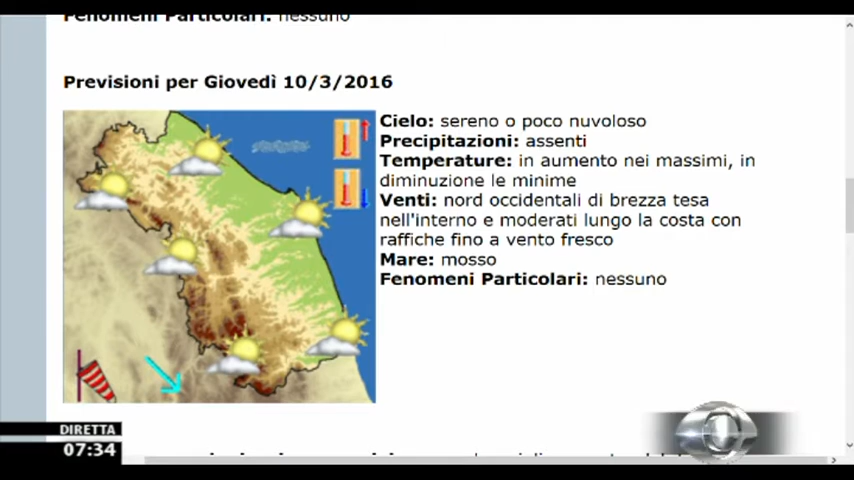 Fenomeni Particolari: nessuno
Previsioni per Giovedì 10/3/2016
Cielo: sereno o poco nuvoloso
Precipitazioni: assenti
Temperature: in aumento nei massimi, in
diminuzione le minime
Venti: nord occidentali di brezza tesa
nell'interno e moderati lungo la costa con
raffiche fino a vento fresco
Mare: mosso
Fenomeni Particolari: nessuno
DIRETTA
07:34